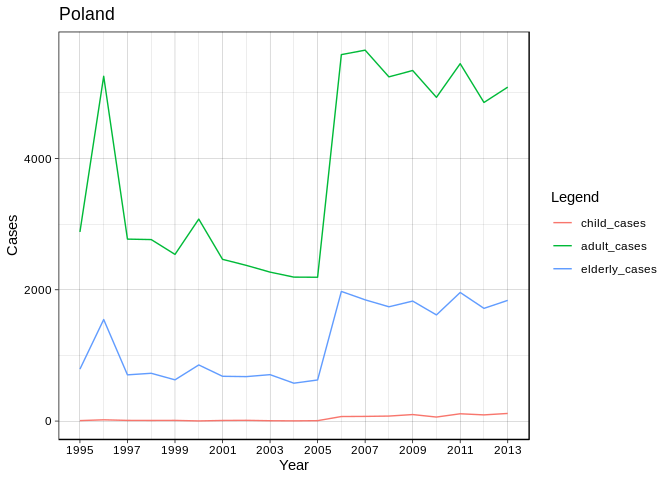 Poland
Cases
4000
2000
0
1995 1997 1999 2001 2003 2005 2007 2009 2011 2013
Year
Legend
child_cases
adult_cases
elderly_cases